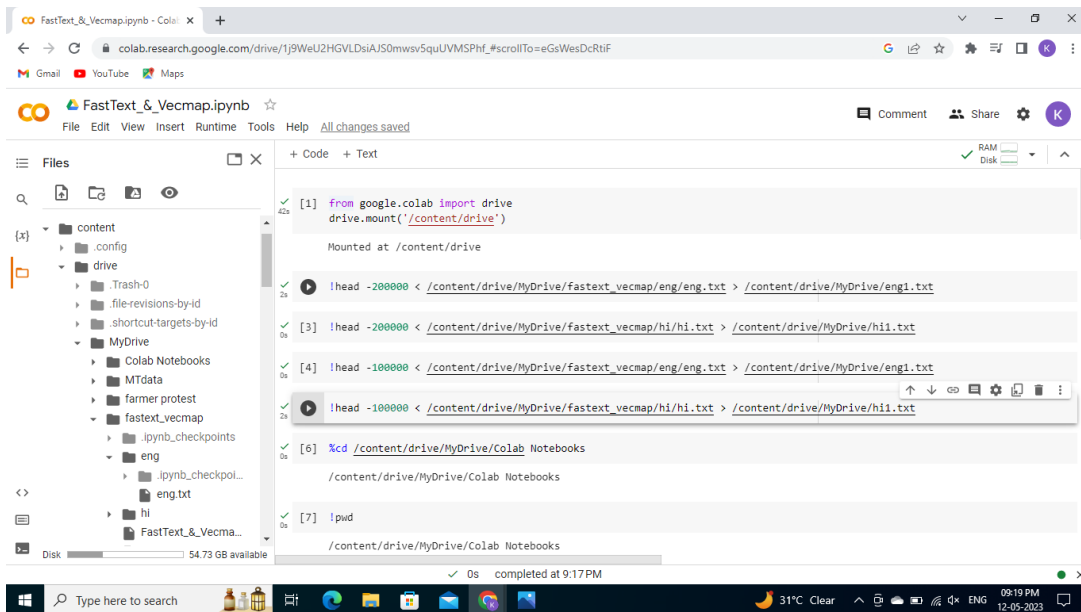 FastText_&_Vecmap.ipynb - Colab
colab.research.google.com/drive/1j9WeU2HGVLDsiAJS0mwsv5quUVMSPhf_#scrollTo=eGsWesDcRtiF
K
Gmail YouTube Maps
FastText_&_Vecmap.ipynb
Comment Share K
File Edit View Insert Runtime Tools Help All changes saved
Files
+ Code + Text
RAM
Disk
{x}
content
.config
drive
.Trash-0
.file-revisions-by-id
.shortcut-targets-by-id
MyDrive
Colab Notebooks
MTdata
farmer protest
fastext_vecmap
.ipynb_checkpoints
eng
.ipynb_checkpoi...
eng.txt
hi
FastText_&_Vecma...
Disk 54.73 GB available
42s [1] from google.colab import drive
drive.mount('/content/drive')
Mounted at /content/drive
2s !head -200000 < /content/drive/MyDrive/fastext_vecmap/eng/eng.txt > /content/drive/MyDrive/eng1.txt
0s [3] !head -200000 < /content/drive/MyDrive/fastext_vecmap/hi/hi.txt > /content/drive/MyDrive/hi1.txt
0s [4] !head -100000 < /content/drive/MyDrive/fastext_vecmap/eng/eng.txt > /content/drive/MyDrive/eng1.txt
2s !head -100000 < /content/drive/MyDrive/fastext_vecmap/hi/hi.txt > /content/drive/MyDrive/hi1.txt
0s [6] %cd /content/drive/MyDrive/Colab Notebooks
/content/drive/MyDrive/Colab Notebooks
0s [7] !pwd
/content/drive/MyDrive/Colab Notebooks
0s completed at 9:17 PM
Type here to search
31°C Clear
ENG
09:19 PM
12-05-2023